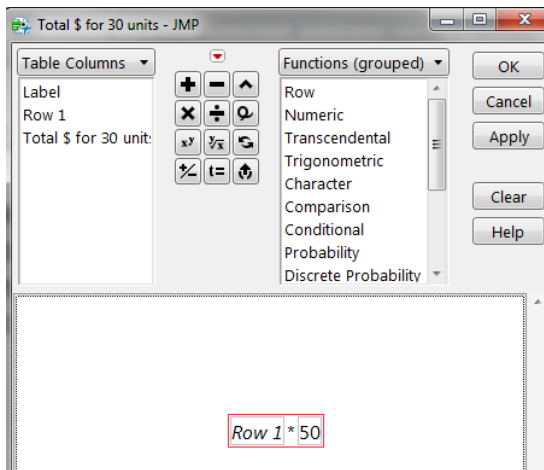 Total $ for 30 units - JMP
Table Columns
Label
Row 1
Total $ for 30 unit
Functions (grouped)
Row
Numeric
Transcendental
Trigonometric
Character
Comparison
Conditional
Probability
Discrete Probability
OK
Cancel
Apply
Clear
Help
x^y
y√x
t=
Row 1 * 50